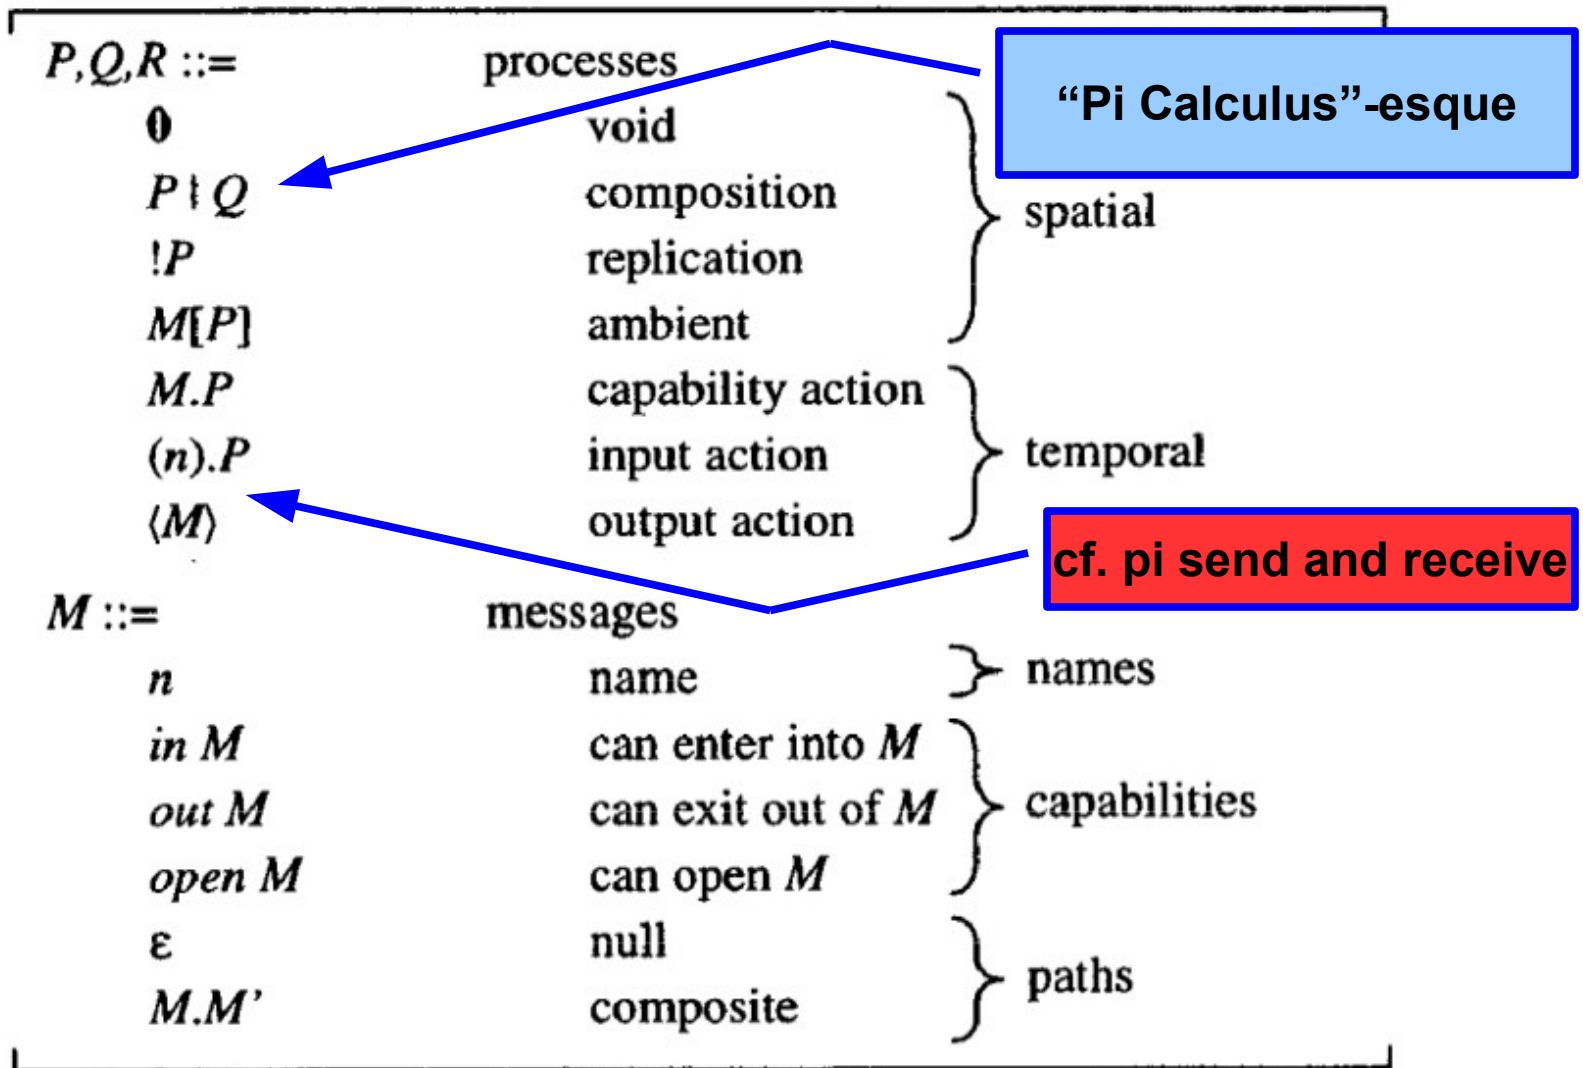 P,Q,R ::= processes
“Pi Calculus”-esque
0 void
P | Q composition
spatial
!P replication
M[P] ambient
M.P capability action
(n).P input action
temporal
⟨M⟩ output action
cf. pi send and receive
M ::= messages
n name
names
in M can enter into M
out M can exit out of M
capabilities
open M can open M
ε null
paths
M.M’ composite